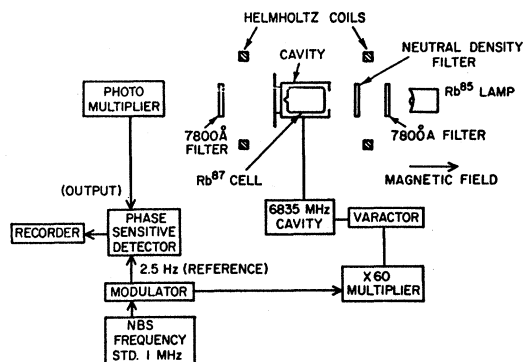 HELMHOLTZ COILS
CAVITY
NEUTRAL DENSITY
FILTER
Rb85 LAMP
PHOTO
MULTIPLIER
7800Å
FILTER
7800Å FILTER
Rb87 CELL
MAGNETIC FIELD
(OUTPUT)
6835 MHz
CAVITY
VARACTOR
RECORDER
PHASE
SENSITIVE
DETECTOR
2.5 Hz (REFERENCE)
X60
MULTIPLIER
MODULATOR
NBS
FREQUENCY
STD. 1 MHz